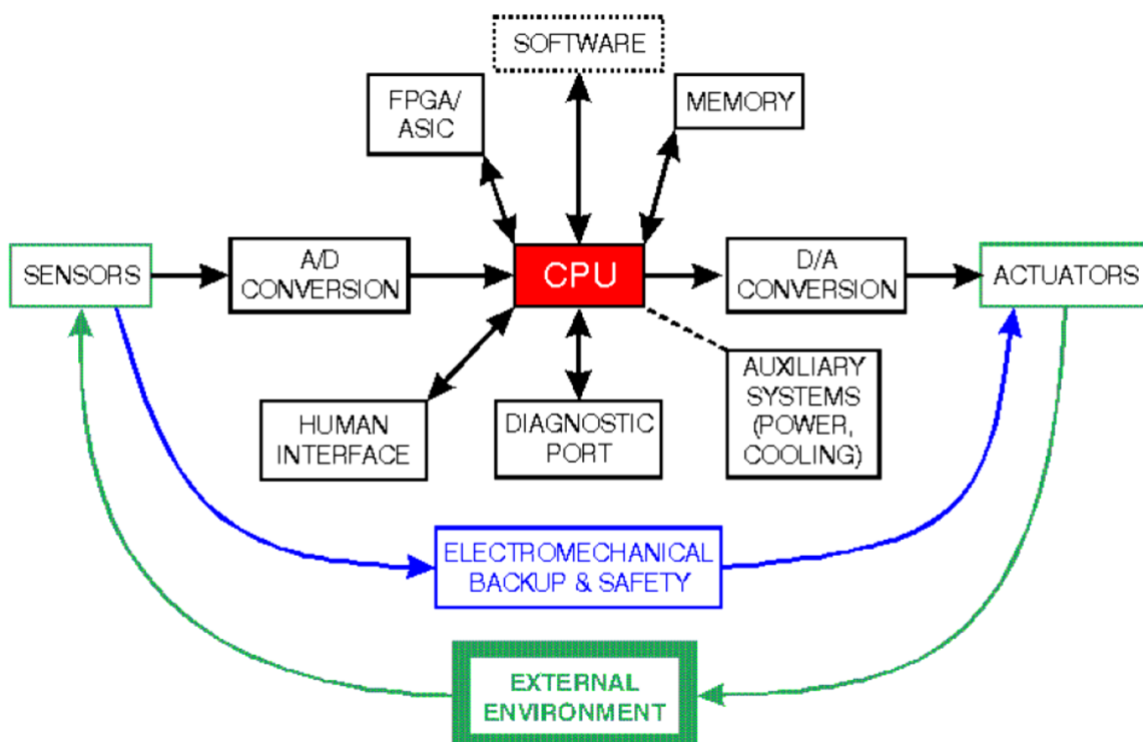 SOFTWARE
FPGA/
ASIC
MEMORY
SENSORS
A/D
CONVERSION
CPU
D/A
CONVERSION
ACTUATORS
HUMAN
INTERFACE
DIAGNOSTIC
PORT
AUXILIARY
SYSTEMS
(POWER,
COOLING)
ELECTROMECHANICAL
BACKUP & SAFETY
EXTERNAL
ENVIRONMENT